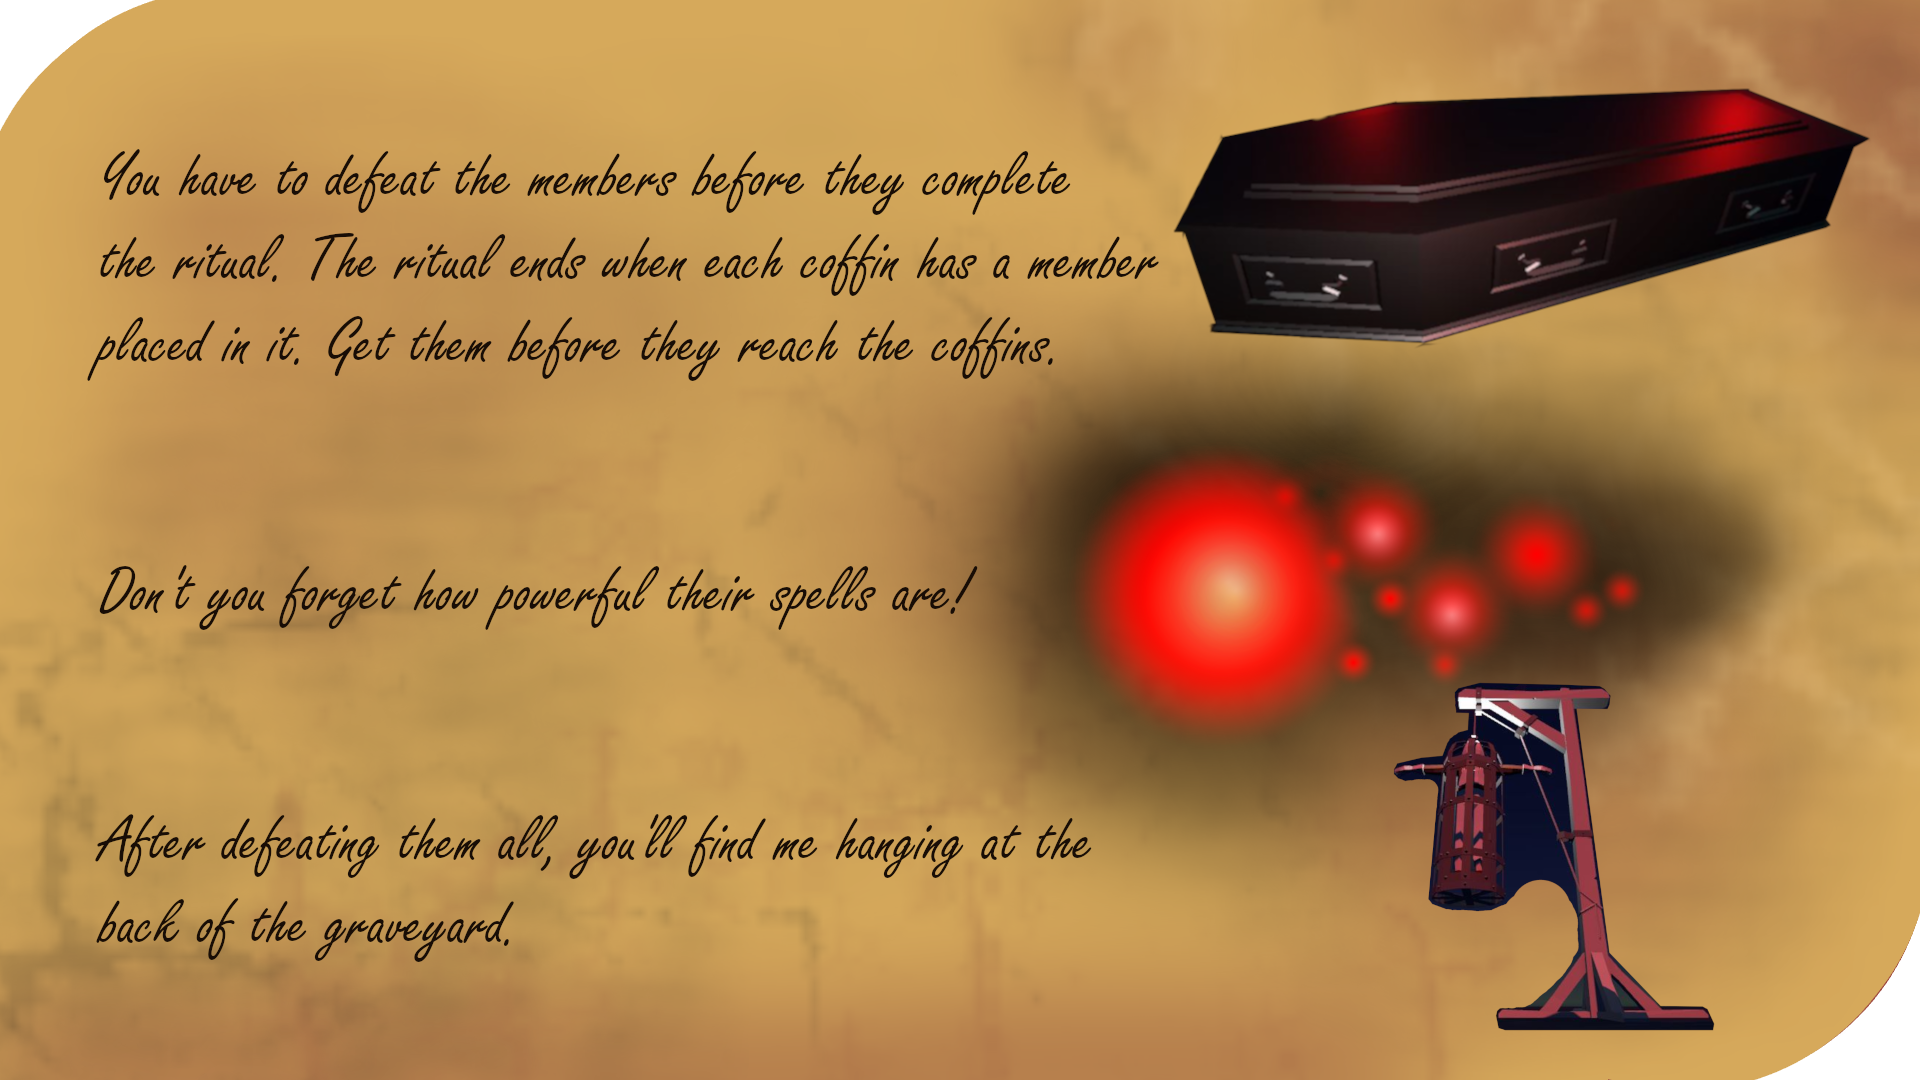 You have to defeat the members before they complete
the ritual. The ritual ends when each coffin has a member
placed in it. Get them before they reach the coffins.
Don't you forget how powerful their spells are!
After defeating them all, you'll find me hanging at the
back of the graveyard.